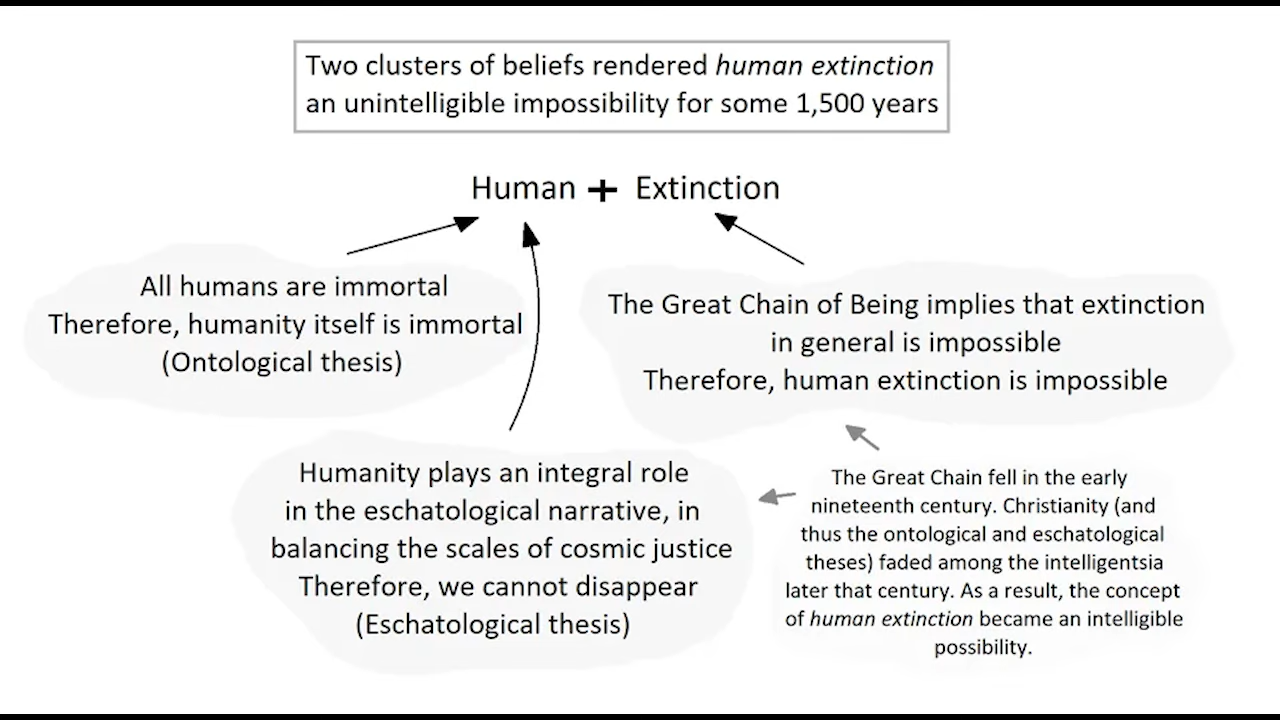 Two clusters of beliefs rendered human extinction
an unintelligible impossibility for some 1,500 years
Human + Extinction
All humans are immortal
Therefore, humanity itself is immortal
(Ontological thesis)
The Great Chain of Being implies that extinction
in general is impossible
Therefore, human extinction is impossible
Humanity plays an integral role
in the eschatological narrative, in
balancing the scales of cosmic justice
Therefore, we cannot disappear
(Eschatological thesis)
The Great Chain fell in the early
nineteenth century. Christianity (and
thus the ontological and eschatological
theses) faded among the intelligentsia
later that century. As a result, the concept
of human extinction became an intelligible
possibility.